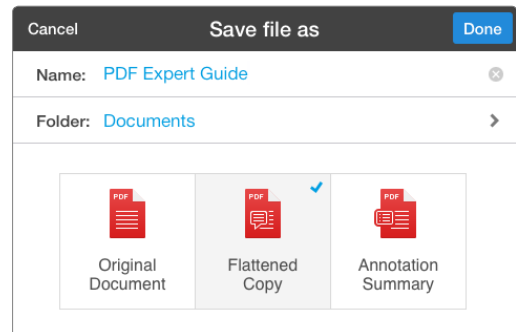 Cancel Save file as Done
Name: PDF Expert Guide
Folder: Documents
PDF PDF PDF
Original Document
Flattened Copy
Annotation Summary